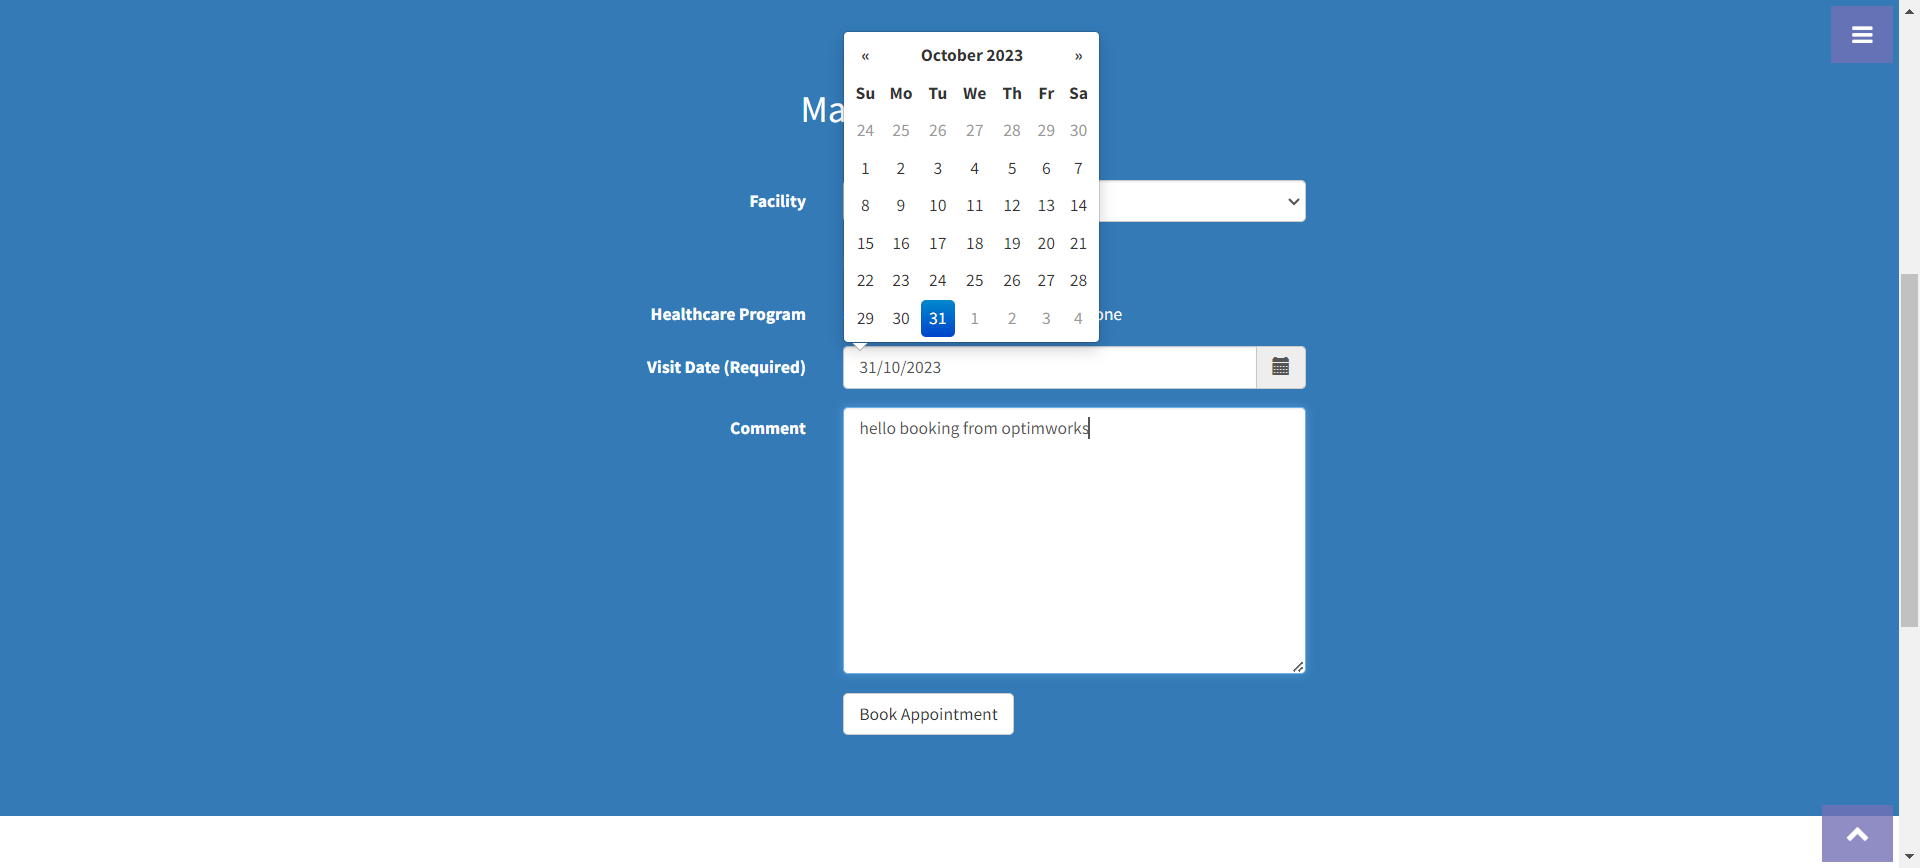 « October 2023 »
Su Mo Tu We Th Fr Sa
24 25 26 27 28 29 30
1 2 3 4 5 6 7
8 9 10 11 12 13 14
15 16 17 18 19 20 21
22 23 24 25 26 27 28
29 30 31 1 2 3 4
Ma
Facility
Healthcare Program
one
Visit Date (Required)
31/10/2023
Comment
hello booking from optimworks
Book Appointment